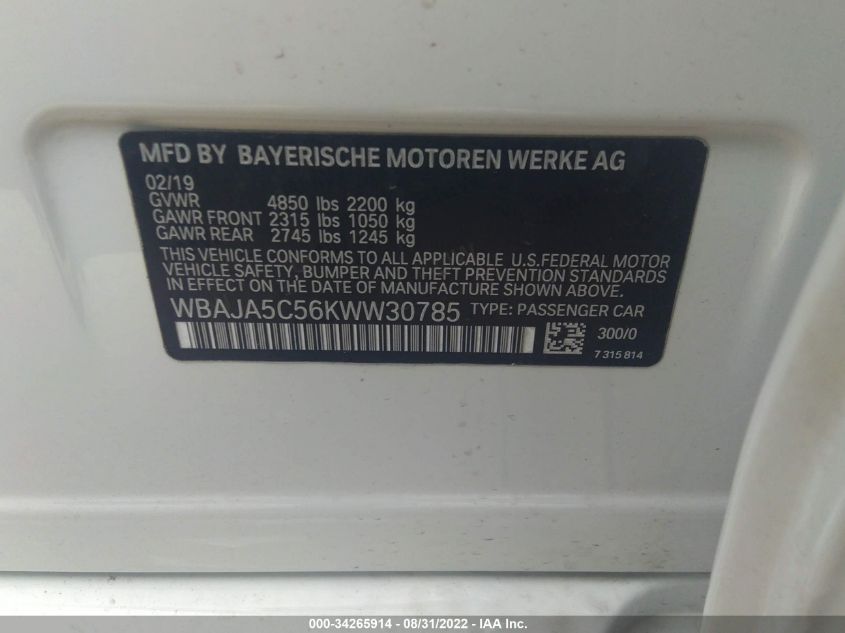 MFD BY BAYERISCHE MOTOREN WERKE AG
02/19
GVWR 4850 lbs 2200 kg
GAWR FRONT 2315 lbs 1050 kg
GAWR REAR 2745 lbs 1245 kg
THIS VEHICLE CONFORMS TO ALL APPLICABLE U.S.FEDERAL MOTOR
VEHICLE SAFETY, BUMPER AND THEFT PREVENTION STANDARDS
IN EFFECT ON THE DATE OF MANUFACTURE SHOWN ABOVE.
WBAJA5C56KWW30785 TYPE: PASSENGER CAR
300/0
7 315 814
000-34265914 - 08/31/2022 - IAA Inc.